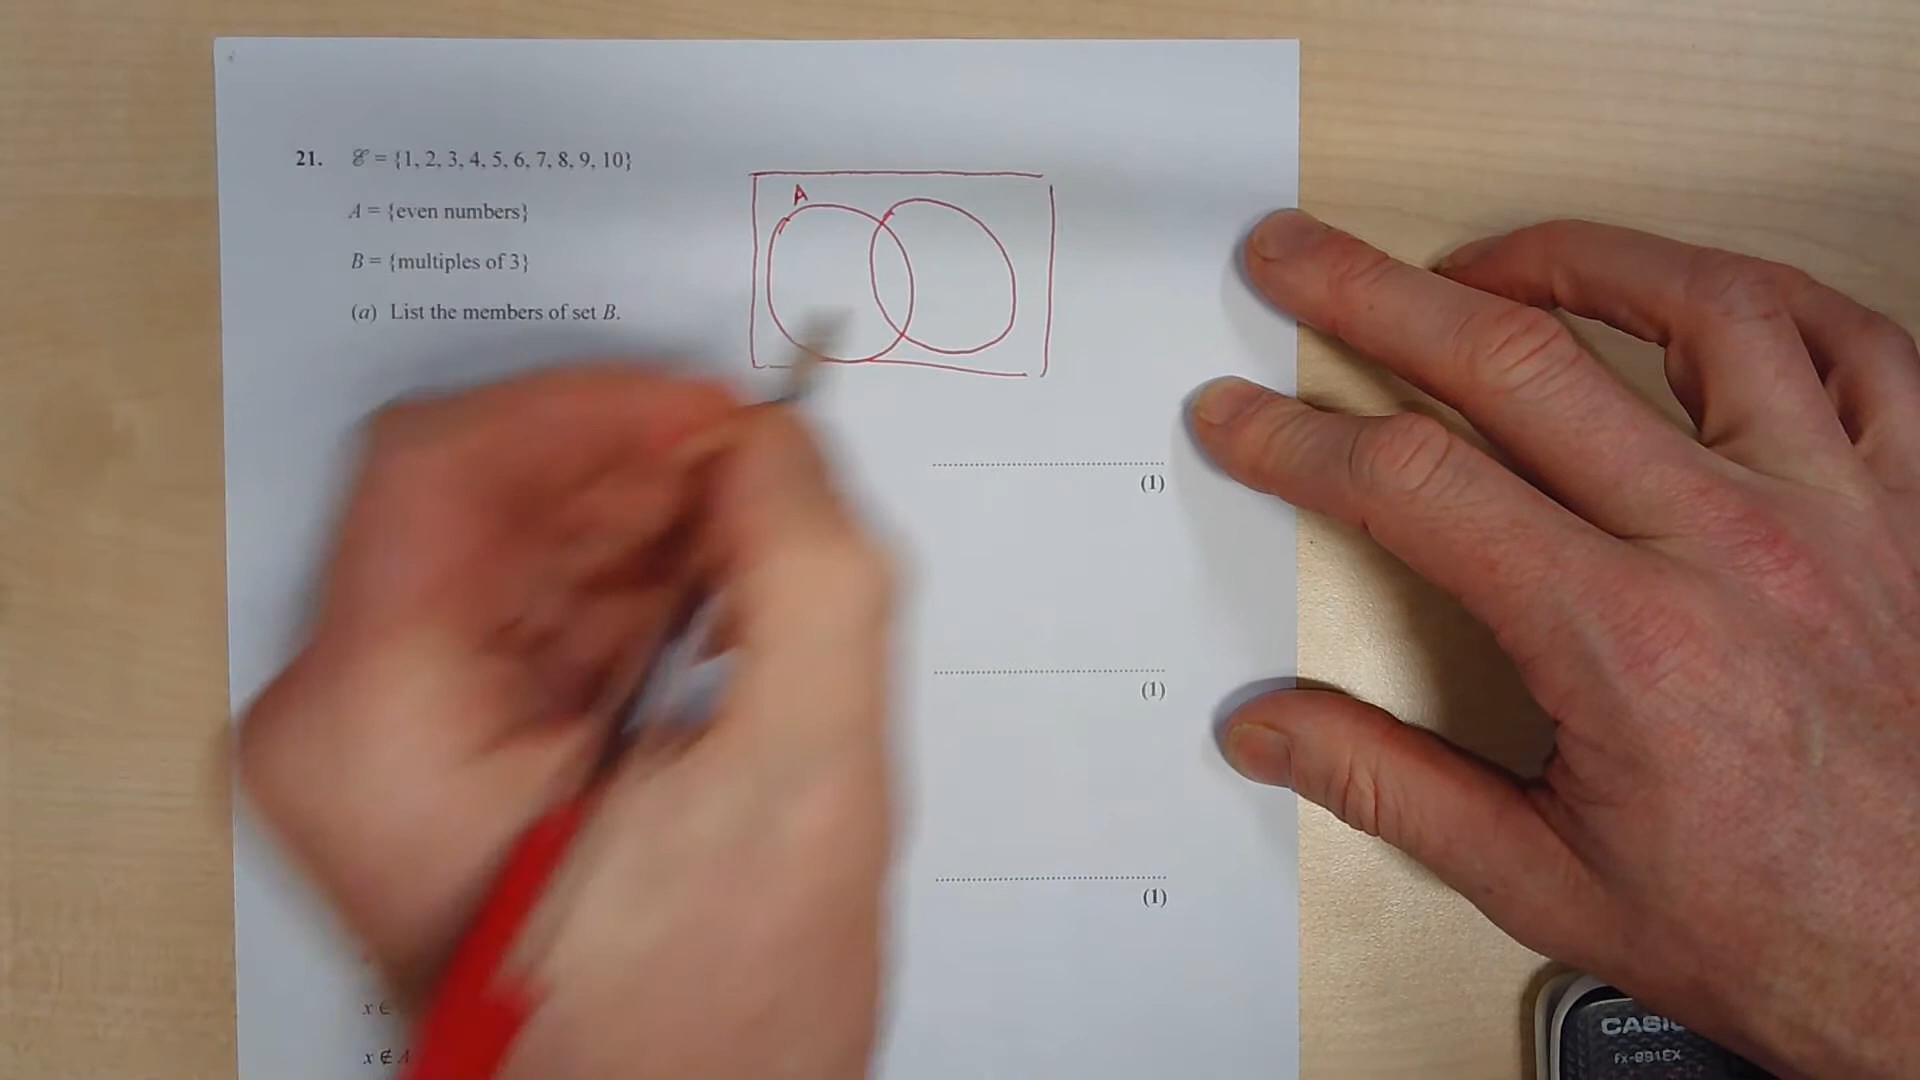 21. ℰ = {1, 2, 3, 4, 5, 6, 7, 8, 9, 10}
A
A = {even numbers}
B = {multiples of 3}
(a) List the members of set B.
(1)
(1)
(1)
x ∈
x ∉ A
CASIO
fx-991EX